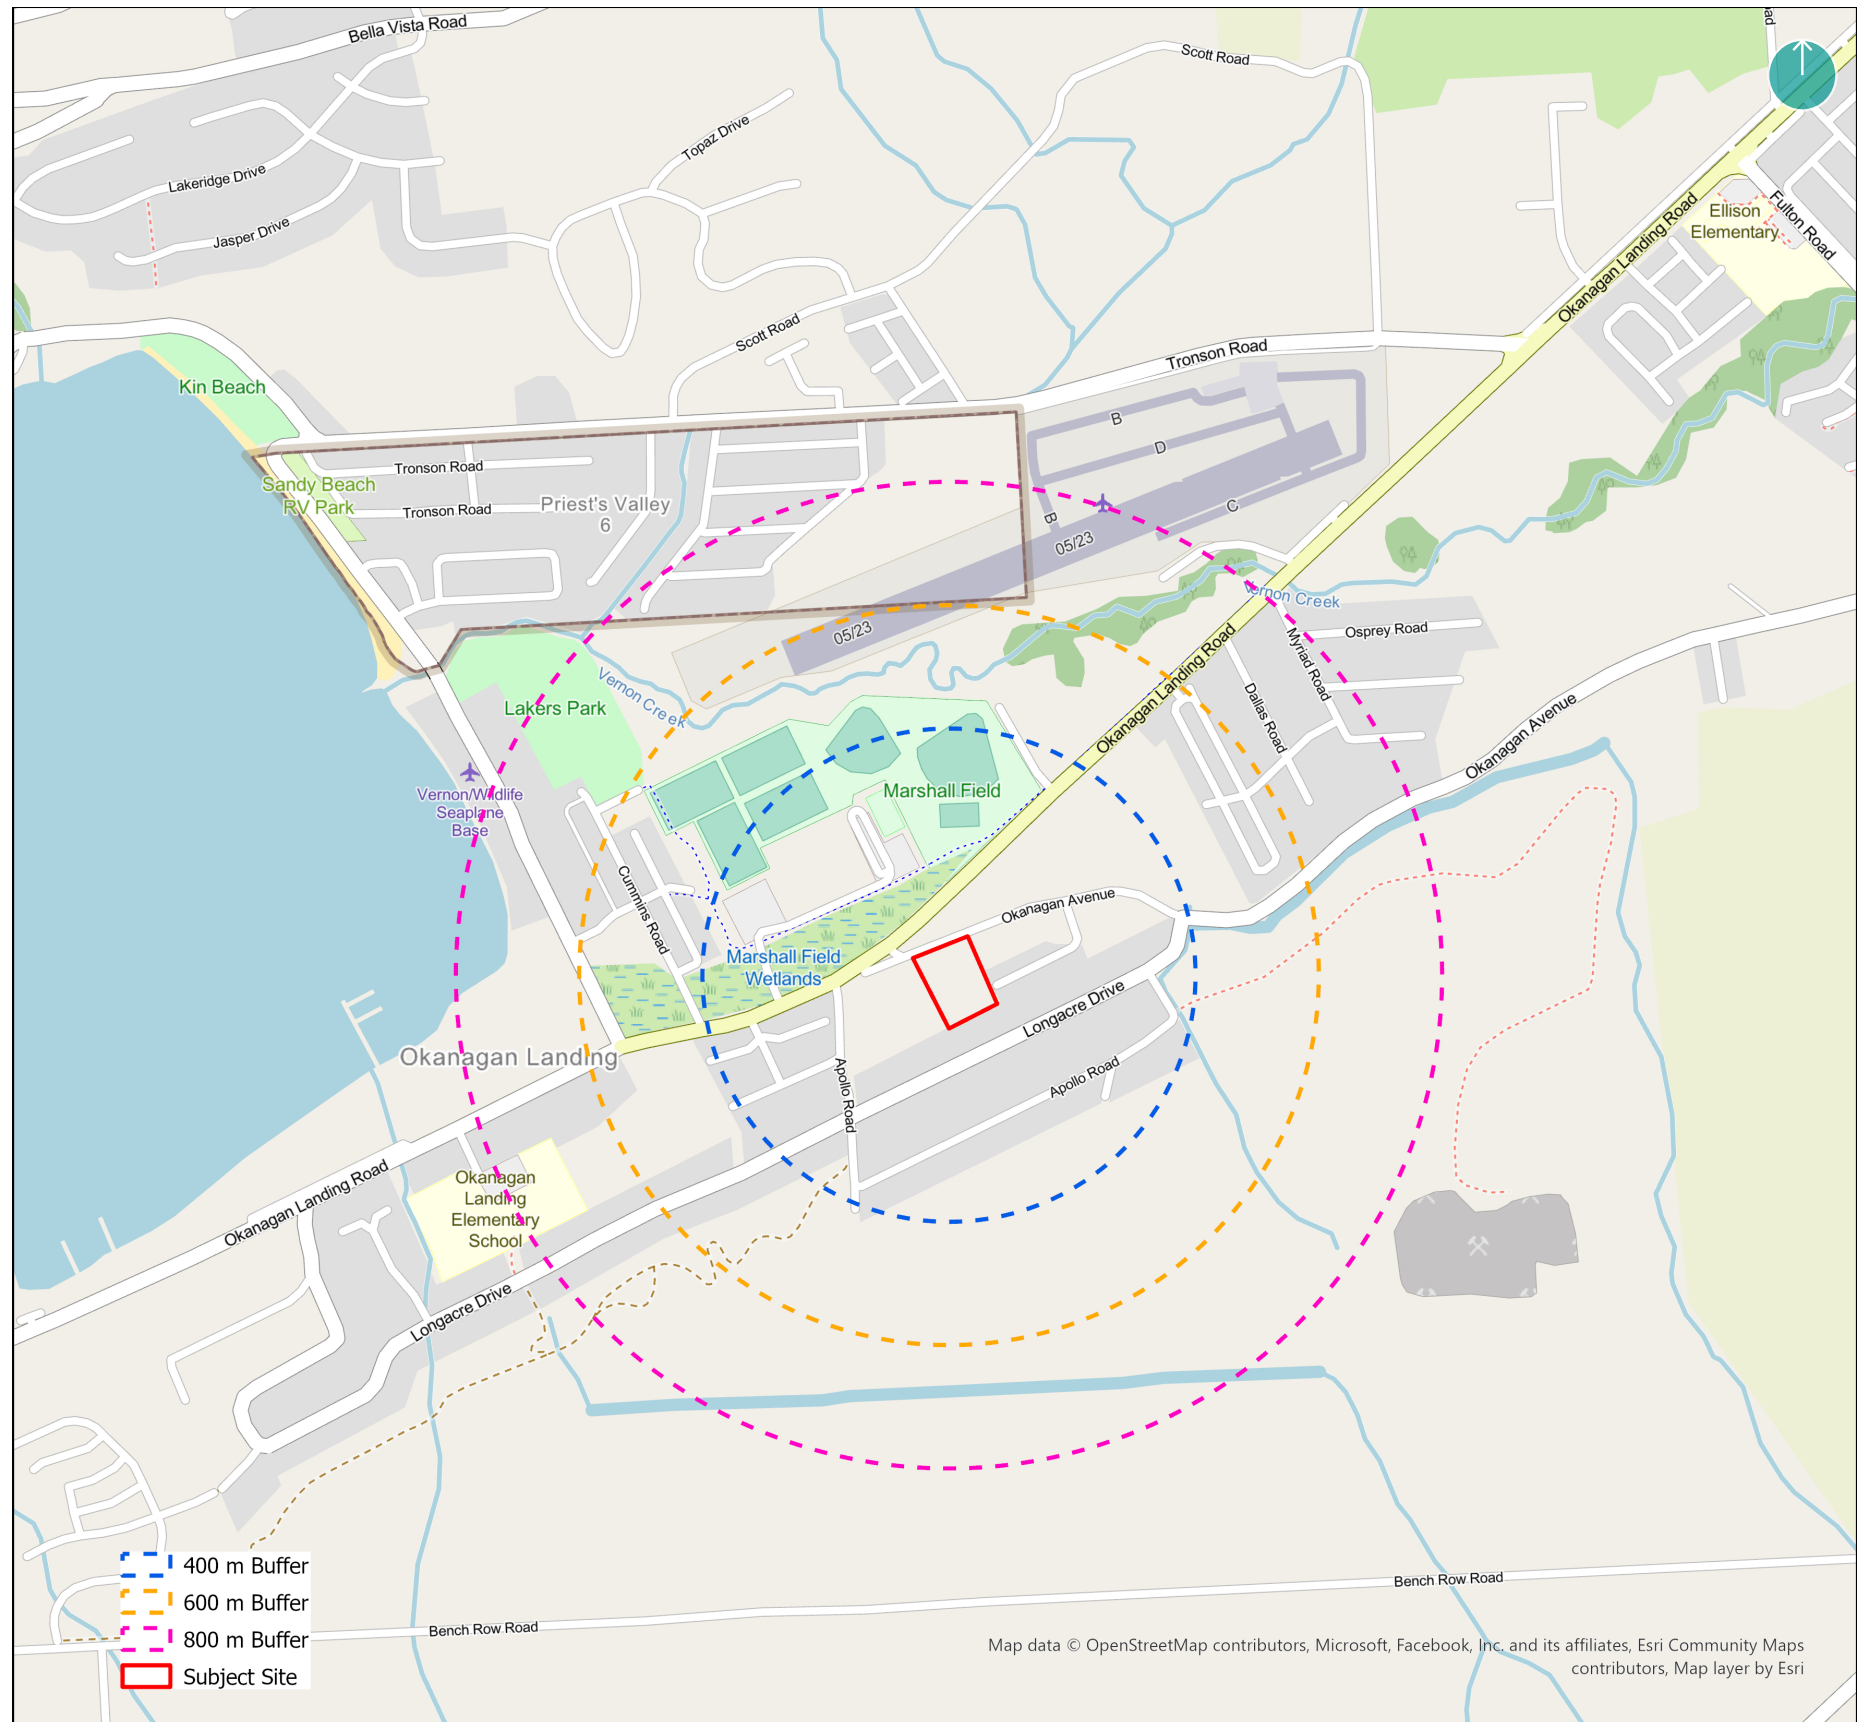 Bella Vista Road
Scott Road
Topaz Drive
Lakeridge Drive
Jasper Drive
Ellison
Elementary
Fulton Road
Okanagan Landing Road
Scott Road
Tronson Road
Kin Beach
B
D
Tronson Road
Sandy Beach
RV Park
Tronson Road
Priest's Valley
6
B
C
05/23
Vernon Creek
05/23
Osprey Road
Myriad Road
Okanagan Landing Road
Vernon Creek
Lakers Park
Dallas Road
Okanagan Avenue
Vernon/Wildlife
Seaplane
Base
Marshall Field
Cummins Road
Okanagan Avenue
Marshall Field
Wetlands
Longacre Drive
Okanagan Landing
Apollo Road
Apollo Road
Okanagan Landing Road
Okanagan
Landing
Elementary
School
Longacre Drive
400 m Buffer
600 m Buffer
800 m Buffer
Subject Site
Bench Row Road
Bench Row Road
Map data © OpenStreetMap contributors, Microsoft, Facebook, Inc. and its affiliates, Esri Community Maps
contributors, Map layer by Esri